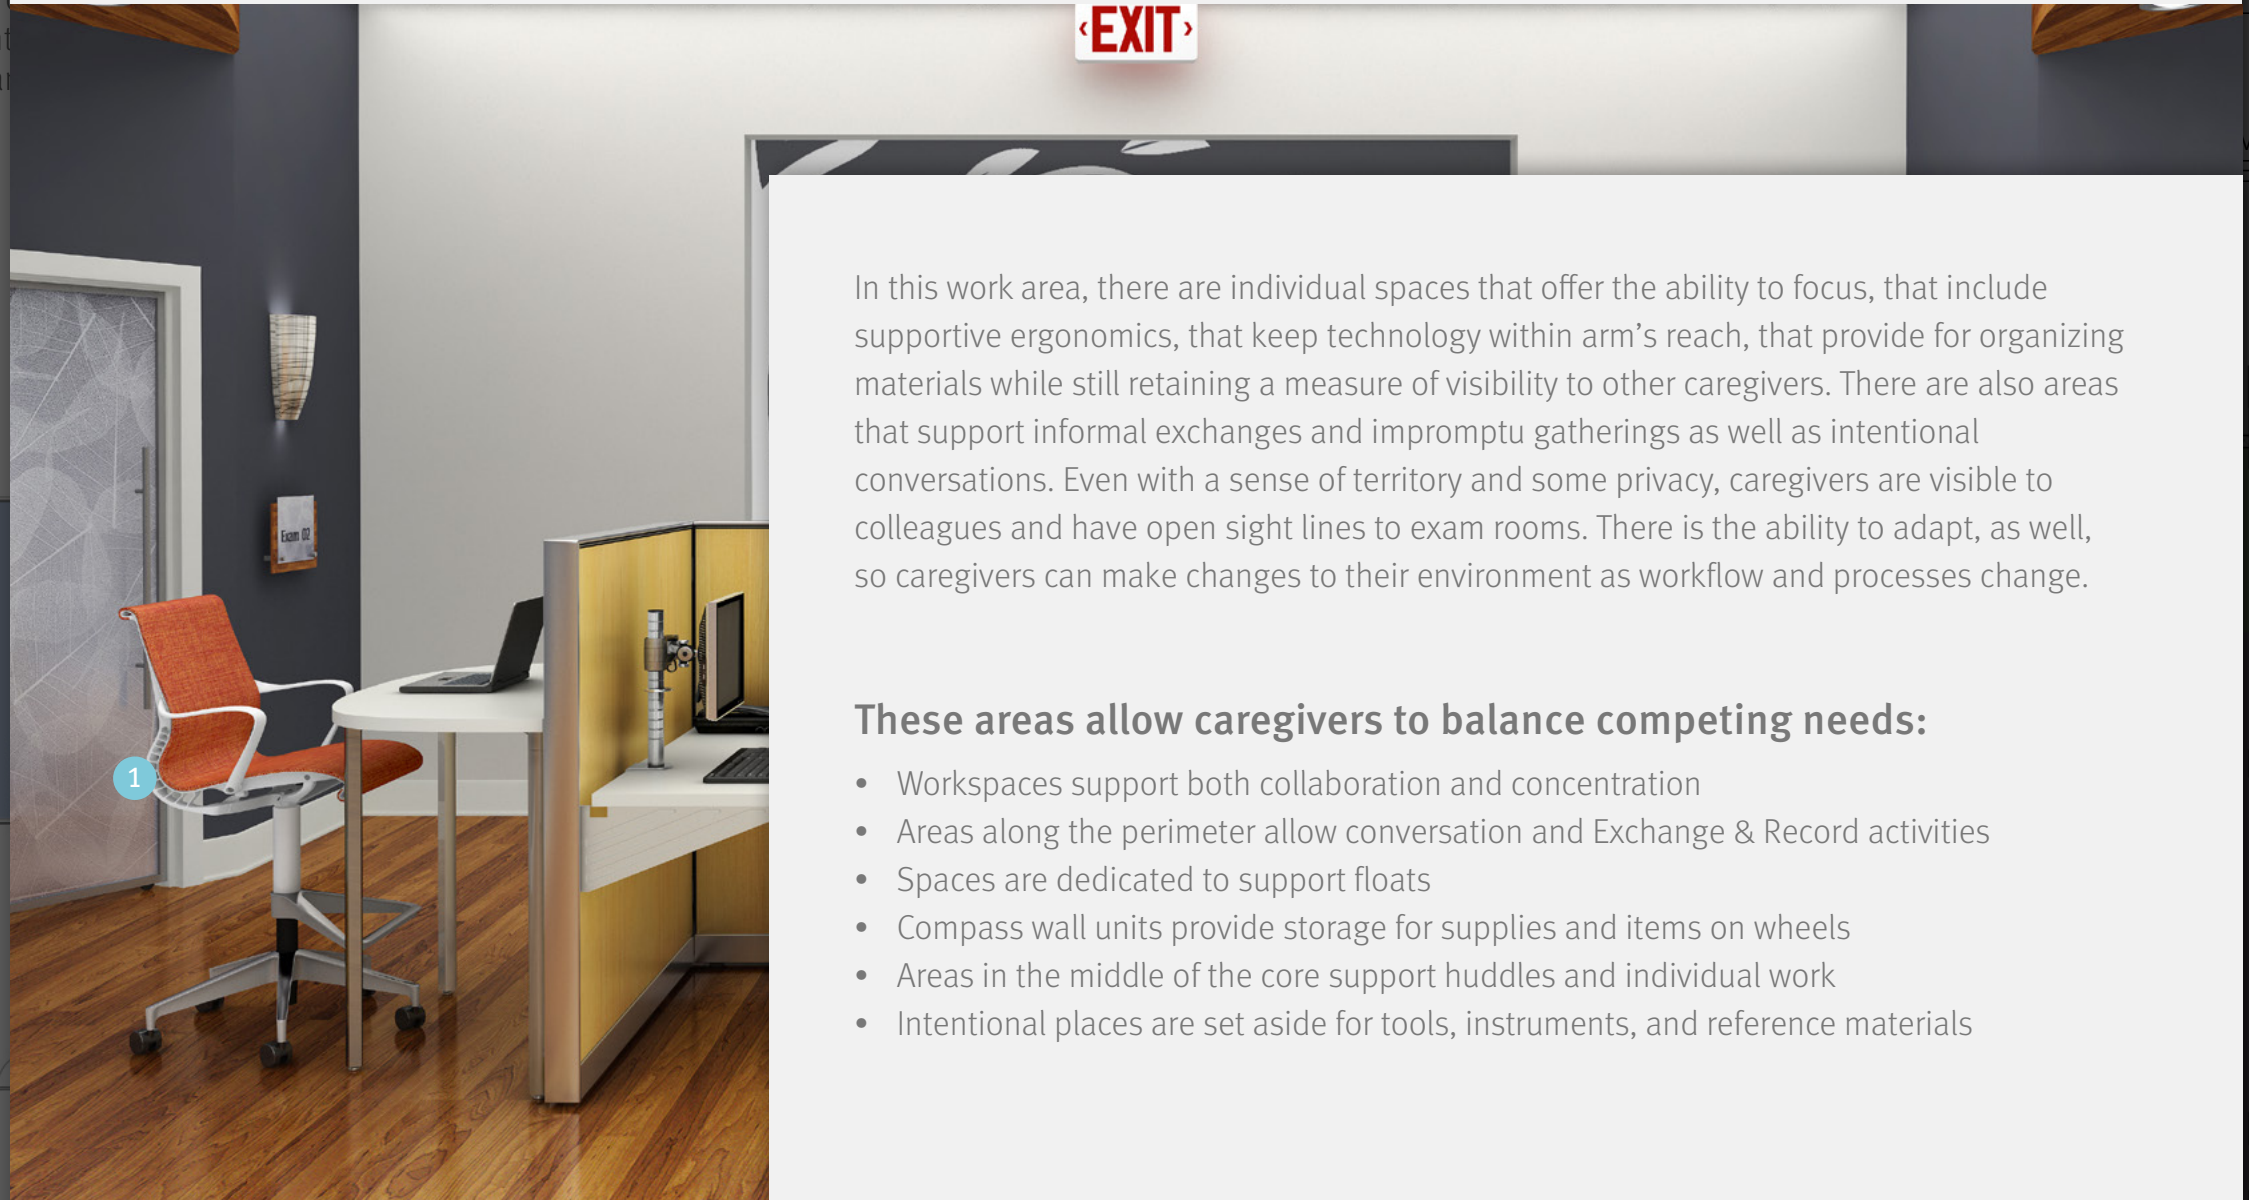 ‹EXIT›
In this work area, there are individual spaces that offer the ability to focus, that include
supportive ergonomics, that keep technology within arm’s reach, that provide for organizing
materials while still retaining a measure of visibility to other caregivers. There are also areas
that support informal exchanges and impromptu gatherings as well as intentional
conversations. Even with a sense of territory and some privacy, caregivers are visible to
colleagues and have open sight lines to exam rooms. There is the ability to adapt, as well,
so caregivers can make changes to their environment as workflow and processes change.
Exam 02
These areas allow caregivers to balance competing needs:
• Workspaces support both collaboration and concentration
• Areas along the perimeter allow conversation and Exchange & Record activities
• Spaces are dedicated to support floats
• Compass wall units provide storage for supplies and items on wheels
• Areas in the middle of the core support huddles and individual work
• Intentional places are set aside for tools, instruments, and reference materials
1